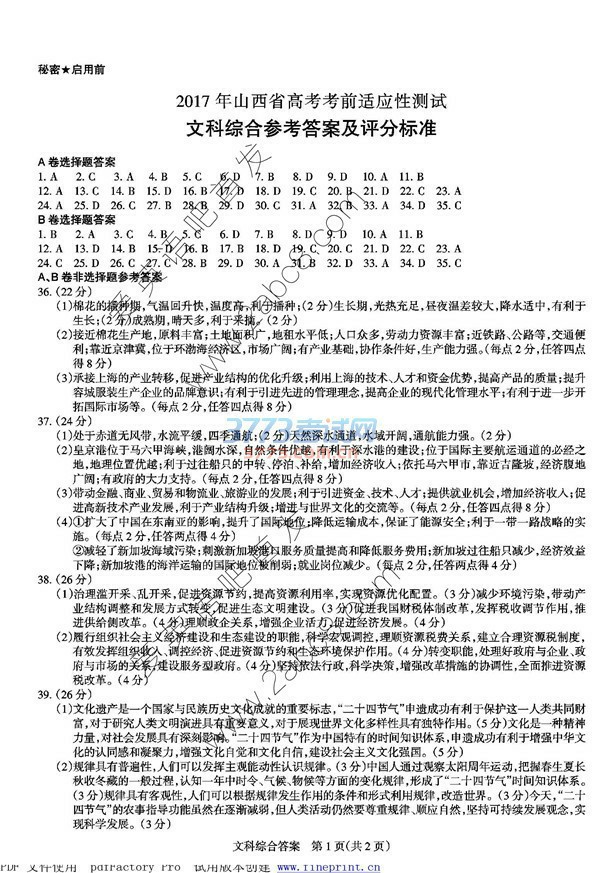 秘密★启用前
2017 年山西省高考考前适应性测试
文科综合参考答案及评分标准
A 卷选择题答案
1. A 2. C 3. A 4. B 5. C 6. D 7. B 8. D 9. D 10. A 11. B
12. A 13. C 14. B 15. D 16. B 17. D 18. D 19. C 20. B 21. D 22. C 23. A
24. A 25. D 26. C 27. B 28. B 29. D 30. C 31. A 32. B 33. A 34. D 35. C
B 卷选择题答案
1. B 2. A 3. C 4. B 5. C 6. D 7. B 8. D 9. D 10. A 11. B
12. A 13. D 14. B 15. D 16. B 17. B 18. D 19. C 20. C 21. D 22. C 23. A
24. C 25. D 26. C 27. C 28. B 29. D 30. A 31. B 32. D 33. A 34. D 35. C
A、B 卷非选择题参考答案
36. (22 分)
(1)棉花的播种期,气温回升快,温度高,利于播种;(2 分)生长期,光热充足,昼夜温差较大,降水适中,有利于
生长;(2 分)成熟期,晴天多,利于采摘。(2 分)
(2)接近棉花生产地,原料丰富;土地面积广,地租水平低;人口众多,劳动力资源丰富;近铁路、公路等,交通便
利;靠近京津冀,位于环渤海经济区,市场广阔;有产业基础,协作条件好,生产能力强。(每点 2 分,任答四点
得 8 分)
(3)承接上海的产业转移,促进产业结构的优化升级;利用上海的技术、人才和资金优势,提高产品的质量;提升
容城服装生产企业的品牌意识;有利于引进先进的管理理念,提高企业的现代化管理水平;有利于进一步开
拓国际市场等。(每点 2 分,任答四点得 8 分)
37. (24 分)
(1)处于赤道无风带,水流平缓,四季通航;(2 分)天然深水通道,水域开阔,通航能力强。(2 分)
(2)皇京港位于马六甲海峡,港阔水深,自然条件优越,有利于深水港的建设;位于国际主要航运通道的必经之
地,地理位置优越;利于过往船只的中转、停泊、补给,增加经济收入;依托马六甲市,靠近吉隆坡,经济腹地
广阔;有政府的大力支持。(每点 2 分,任答四点得 8 分)
(3)带动金融、商业、贸易和物流业、旅游业的发展;利于引进资金、技术、人才;提供就业机会,增加经济收入;促
进高新技术产业发展,利于产业结构升级;增进与世界文化的交流等。(每点 2 分,任答四点得 8 分)
(4)①扩大了中国在东南亚的影响,提升了国际地位;降低运输成本,保证了能源安全;利于一带一路战略的实
施。(每点 2 分,任答两点得 4 分)
②减轻了新加坡海域污染;刺激新加坡港口服务质量提高和降低服务费用;新加坡过往船只减少,经济效益
下降;新加坡的海洋运输的国际地位被削弱;就业岗位减少。(每点 2 分,任答两点得 4 分)
38. (26 分)
(1)治理滥开采、乱开采,促进资源节约,提高资源利用率,实现资源优化配置。(3 分)减少环境污染,带动产
业结构调整和发展方式转变,促进生态文明建设。(3 分)促进我国财税体制改革,发挥税收调节作用,推
进供给侧改革。(4 分)理顺政企关系,增强企业活力,促进经济发展。(4 分)
(2)履行组织社会主义经济建设和生态建设的职能,科学宏观调控,理顺资源税费关系,建立合理资源税制度,
有效发挥组织收入、调控经济、促进资源节约和生态环境保护作用。(4 分)转变职能,处理好政府与企业、政
府与市场的关系,建设服务型政府。(4 分)坚持依法行政,科学决策,增强改革措施的协调性,全面推进资源
税改革。(4 分)
39. (26 分)
(1)文化遗产是一个国家与民族历史文化成就的重要标志,“二十四节气”申遗成功有利于保护这一人类共同财
富,对于研究人类文明演进具有重要意义,对于展现世界文化多样性具有独特作用。(5 分)文化是一种精神
力量,对社会发展具有深刻影响。“二十四节气”作为中国特有的时间知识体系,申遗成功有利于增强中华文
化的认同感和凝聚力,增强文化自觉和文化自信,建设社会主义文化强国。(5 分)
(2)规律具有普遍性,人们可以发挥主观能动性认识规律。(3 分)中国人通过观察太阳周年运动,把握春生夏长
秋收冬藏的一般过程,认知一年中时令、气候、物候等方面的变化规律,形成了“二十四节气”时间知识体系。
(3 分)规律具有客观性,人们可以根据规律发生作用的条件和形式利用规律,改造世界。(3 分)今天,“二十
四节气”的农事指导功能虽然在逐渐减弱,但人类活动仍然要尊重规律、顺应自然,坚持可持续发展观念,实
现科学发展。(3 分)
文科综合答案 第 1 页(共 2 页)
PDF 文件使用 "pdfFactory Pro" 试用版本创建 www.fineprint.cn